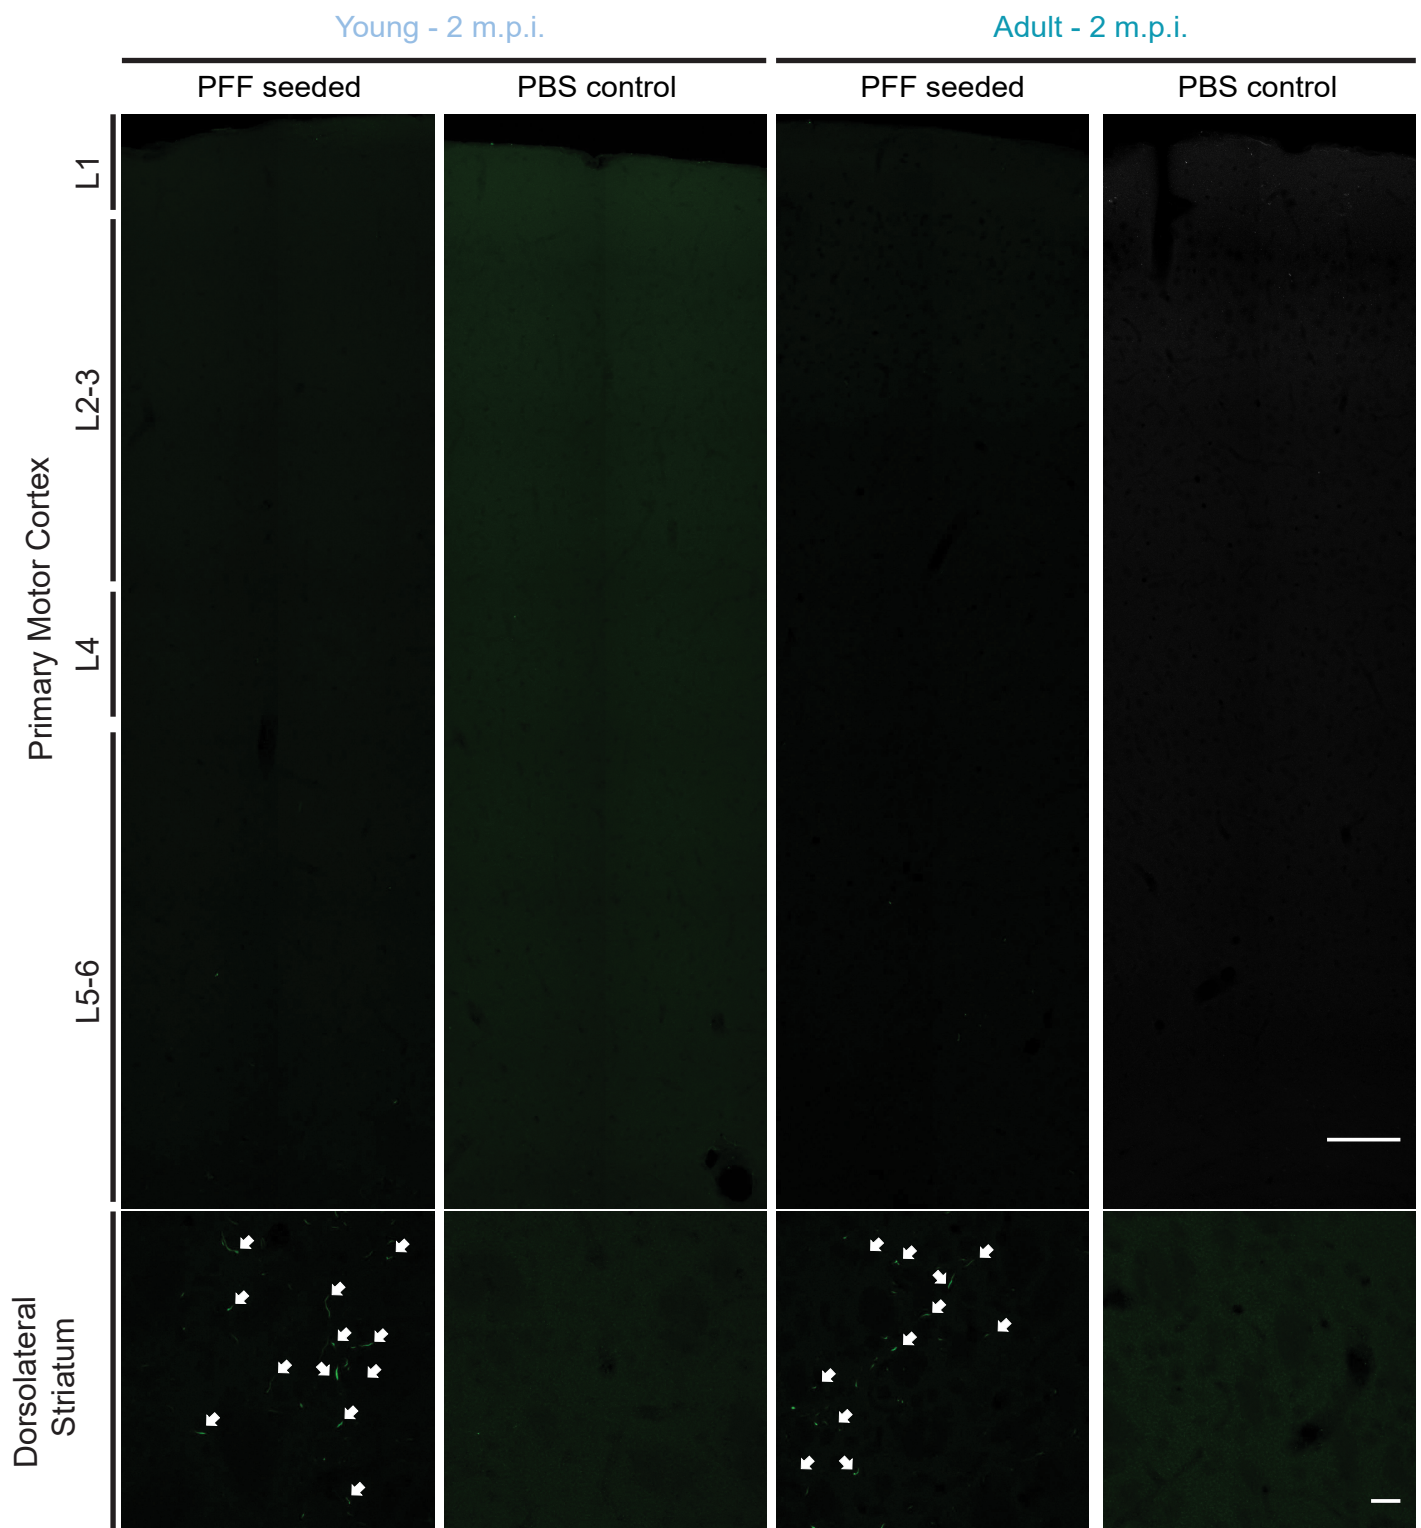 Young - 2 m.p.i.
Adult - 2 m.p.i.
PFF seeded
PBS control
PFF seeded
PBS control
Primary Motor Cortex
L1
L2-3
L4
L5-6
Dorsolateral
Striatum